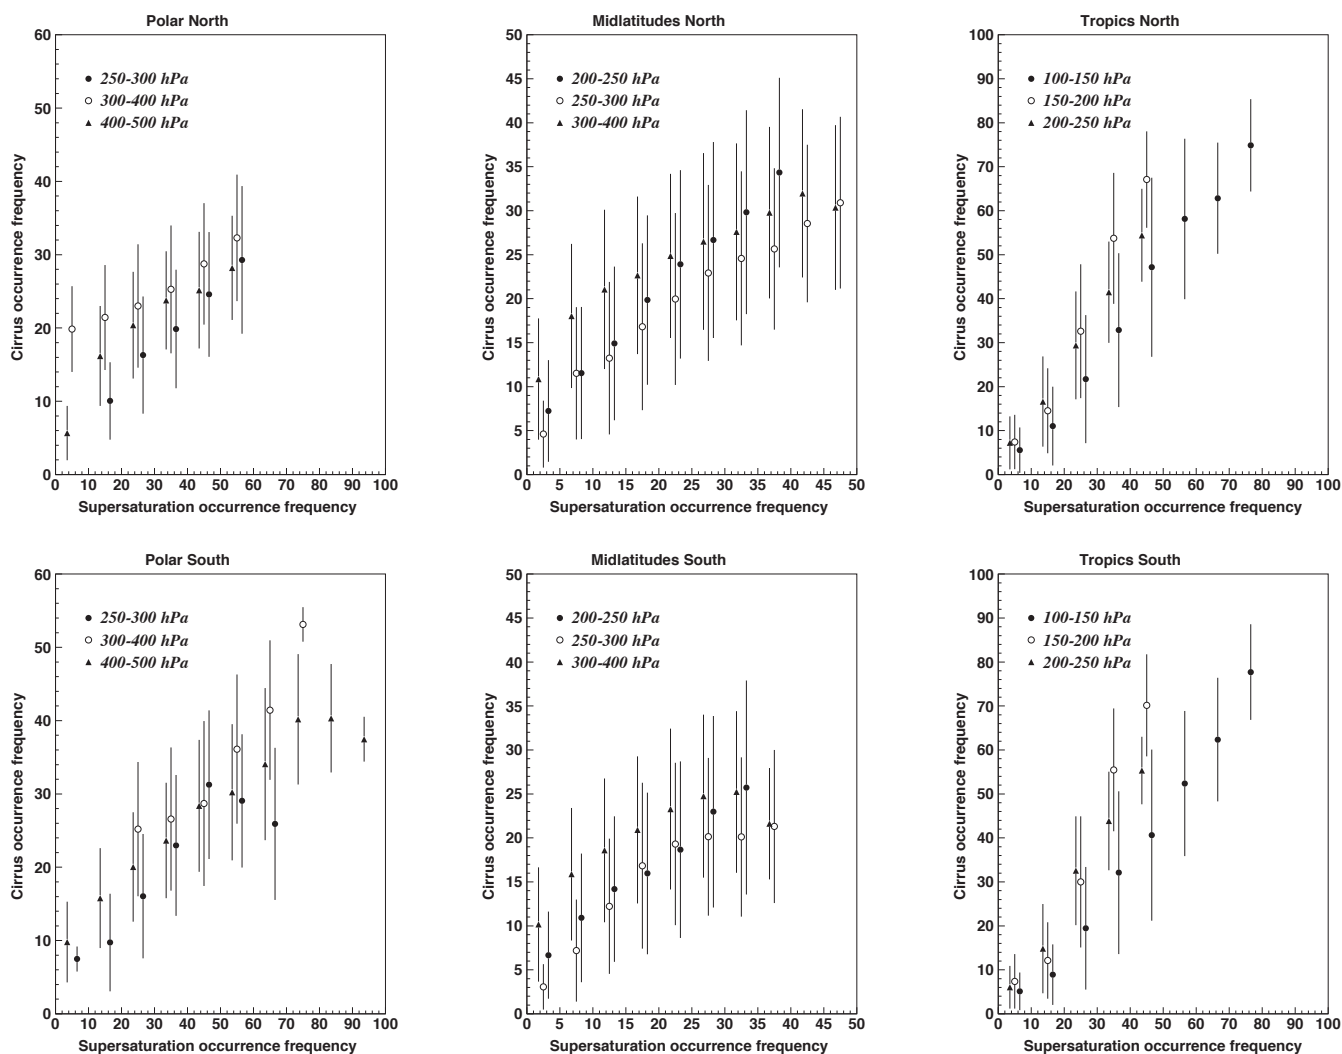 Polar North
60
50
40
30
20
10
0
Cirrus occurrence frequency
250-300 hPa
300-400 hPa
400-500 hPa
0 10 20 30 40 50 60 70 80 90 100
Supersaturation occurrence frequency
Midlatitudes North
50
45
40
35
30
25
20
15
10
5
0
Cirrus occurrence frequency
200-250 hPa
250-300 hPa
300-400 hPa
0 5 10 15 20 25 30 35 40 45 50
Supersaturation occurrence frequency
Tropics North
100
90
80
70
60
50
40
30
20
10
0
Cirrus occurrence frequency
100-150 hPa
150-200 hPa
200-250 hPa
0 10 20 30 40 50 60 70 80 90 100
Supersaturation occurrence frequency
Polar South
60
50
40
30
20
10
0
Cirrus occurrence frequency
250-300 hPa
300-400 hPa
400-500 hPa
0 10 20 30 40 50 60 70 80 90 100
Supersaturation occurrence frequency
Midlatitudes South
50
45
40
35
30
25
20
15
10
5
0
Cirrus occurrence frequency
200-250 hPa
250-300 hPa
300-400 hPa
0 5 10 15 20 25 30 35 40 45 50
Supersaturation occurrence frequency
Tropics South
100
90
80
70
60
50
40
30
20
10
0
Cirrus occurrence frequency
100-150 hPa
150-200 hPa
200-250 hPa
0 10 20 30 40 50 60 70 80 90 100
Supersaturation occurrence frequency